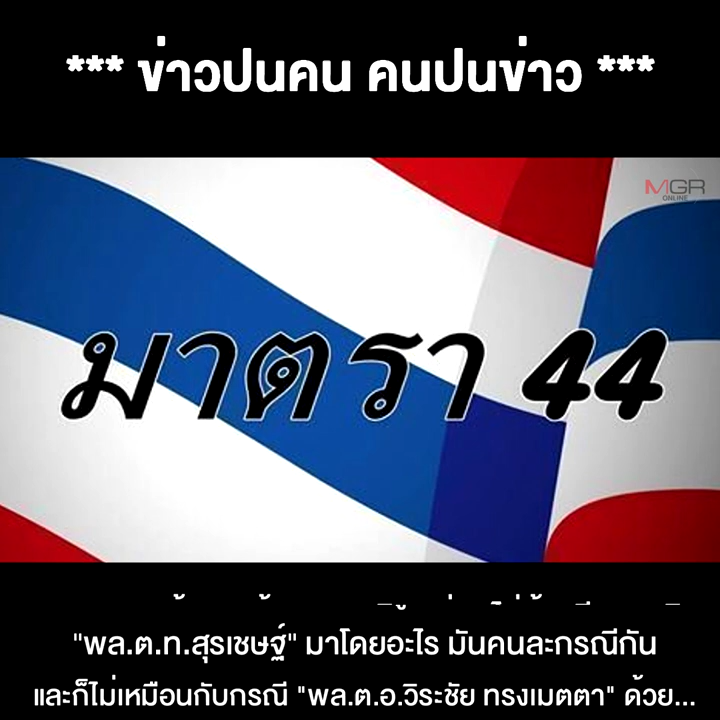 *** ข่าวปนคน คนปนข่าว ***
MGR
ONLINE
มาตรา 44
"พล.ต.ท.สุรเชษฐ์" มาโดยอะไร มันคนละกรณีกัน
และก็ไม่เหมือนกับกรณี "พล.ต.อ.วิระชัย ทรงเมตตา" ด้วย...